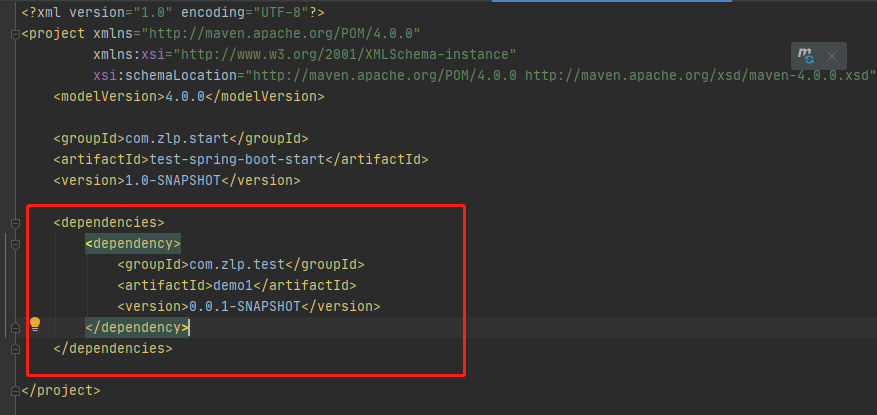 <?xml version="1.0" encoding="UTF-8"?>
<project xmlns="http://maven.apache.org/POM/4.0.0"
xmlns:xsi="http://www.w3.org/2001/XMLSchema-instance"
xsi:schemaLocation="http://maven.apache.org/POM/4.0.0 http://maven.apache.org/xsd/maven-4.0.0.xsd"
<modelVersion>4.0.0</modelVersion>
<groupId>com.zlp.start</groupId>
<artifactId>test-spring-boot-start</artifactId>
<version>1.0-SNAPSHOT</version>
<dependencies>
<dependency>
<groupId>com.zlp.test</groupId>
<artifactId>demo1</artifactId>
<version>0.0.1-SNAPSHOT</version>
</dependency>
</dependencies>
</project>